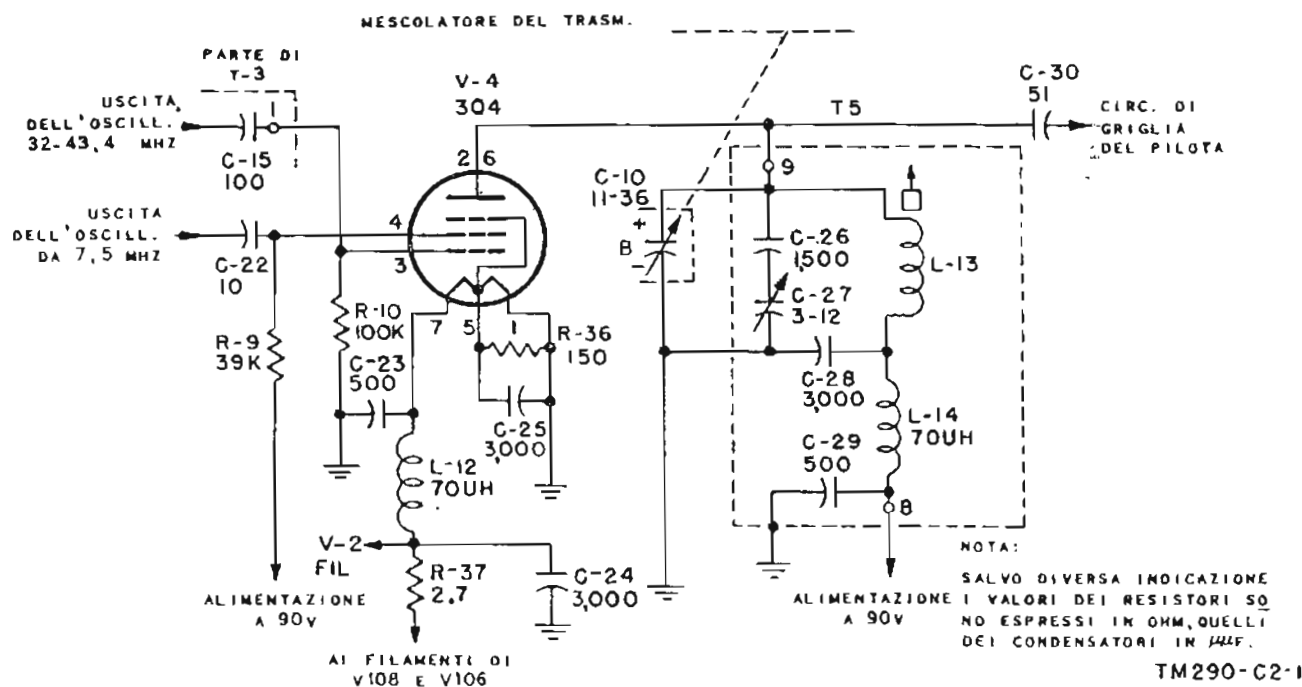 MESCOLATORE DEL TRASM.
PARTE DI
T-3
USCITA
DELL'OSCILL.
32-43,4 MHZ
1
C-15
100
V-4
3Q4
2 6
T5
C-30
51
CIRC. DI
GRIGLIA
DEL PILOTA
9
C-10
11-36
+
B
-
USCITA
DELL'OSCILL.
DA 7,5 MHZ
C-22
10
4
3
C-26
1,500
L-13
C-27
3-12
R-10
100K
7
5
1
R-36
150
R-9
39K
C-23
500
C-28
3,000
C-25
3,000
L-14
70UH
C-29
500
L-12
70UH
8
V-2
FIL
R-37
2.7
C-24
3,000
ALIMENTAZIONE
A 90V
ALIMENTAZIONE
A 90V
NOTA:
SALVO DIVERSA INDICAZIONE
I VALORI DEI RESISTORI SO
NO ESPRESSI IN OHM, QUELLI
DEI CONDENSATORI IN µµF.
AI FILAMENTI DI
V108 E V106
TM290-C2-1